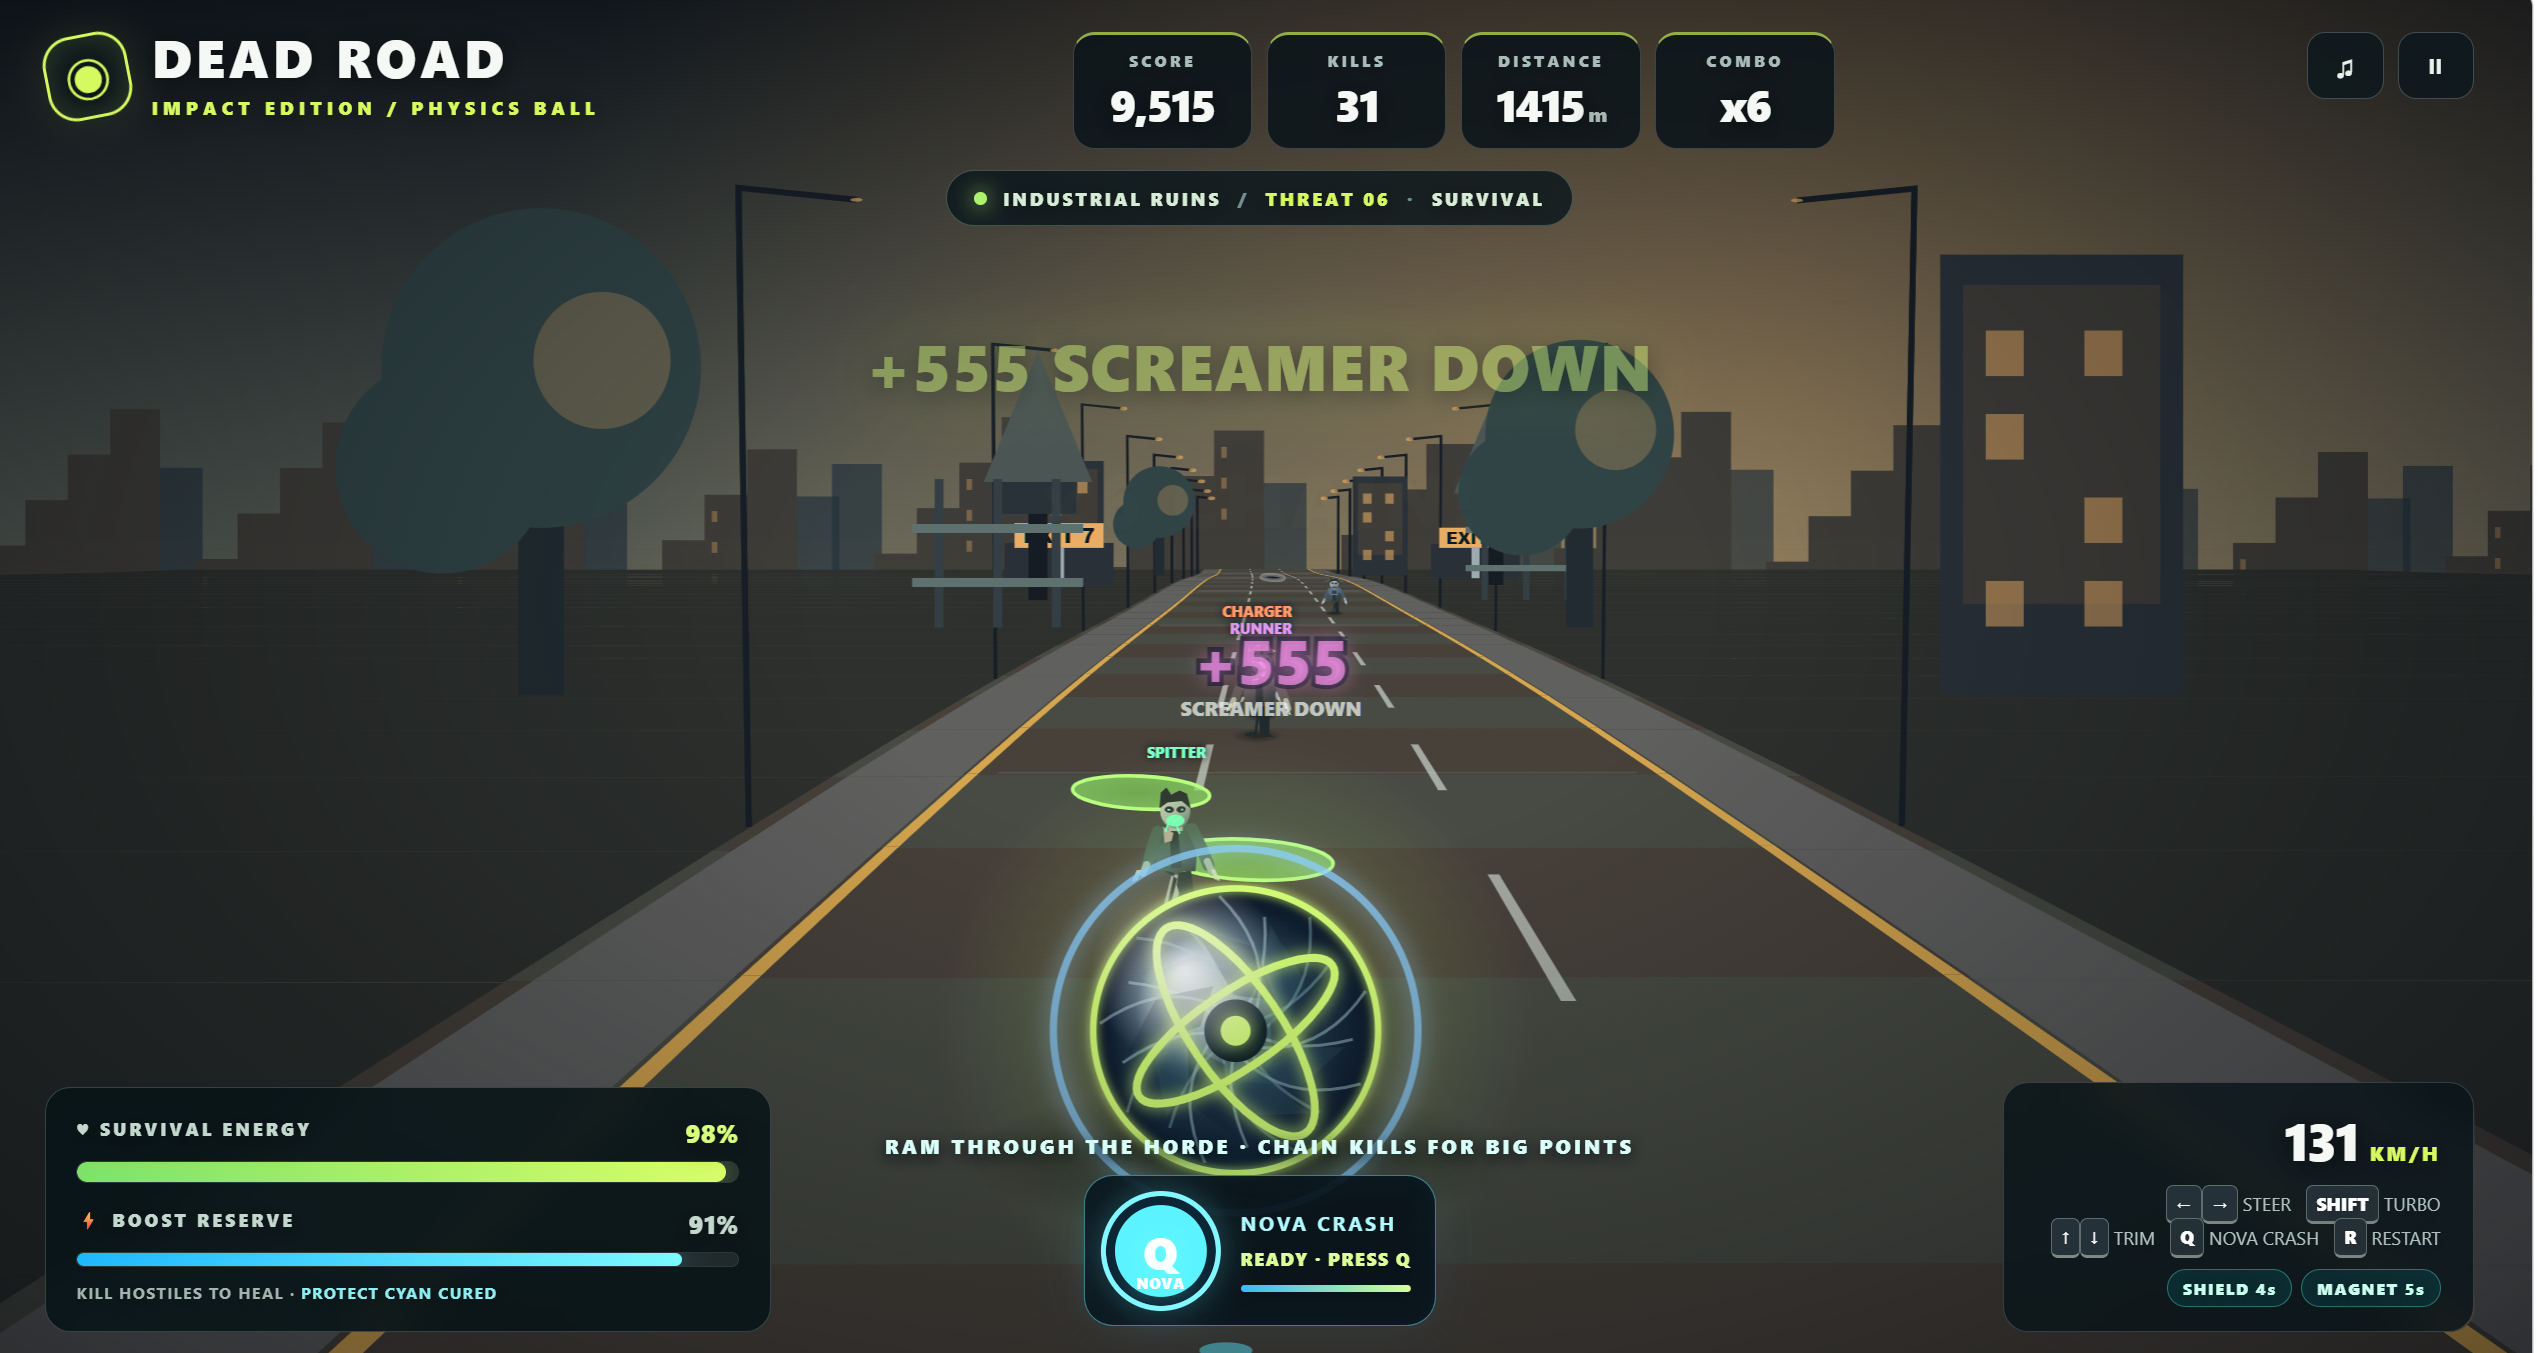 DEAD ROAD
IMPACT EDITION / PHYSICS BALL
SCORE
9,515
KILLS
31
DISTANCE
1415m
COMBO
x6
INDUSTRIAL RUINS / THREAT 06 · SURVIVAL
+555 SCREAMER DOWN
7
EXI
CHARGER
RUNNER
+555
SCREAMER DOWN
SPITTER
RAM THROUGH THE HORDE · CHAIN KILLS FOR BIG POINTS
SURVIVAL ENERGY 98%
BOOST RESERVE 91%
KILL HOSTILES TO HEAL · PROTECT CYAN CURED
Q
NOVA
NOVA CRASH
READY · PRESS Q
131 KM/H
← → STEER SHIFT TURBO
↑ ↓ TRIM Q NOVA CRASH R RESTART
SHIELD 4s MAGNET 5s